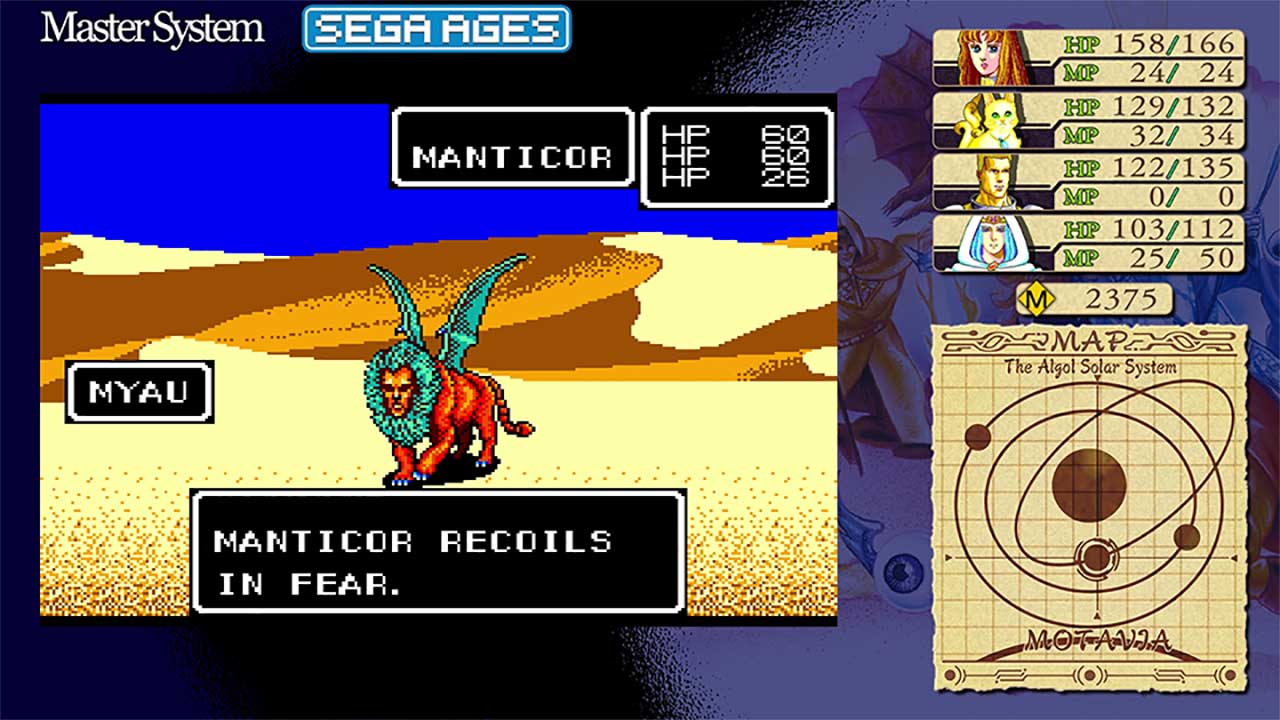 Master System SEGA AGES
MANTICOR
HP 60
HP 60
HP 26
MYAU
MANTICOR RECOILS
IN FEAR.
HP 158/166
MP 24/ 24
HP 129/132
MP 32/ 34
HP 122/135
MP 0/ 0
HP 103/112
MP 25/ 50
M 2375
MAP
The Algol Solar System
MOTAVIA